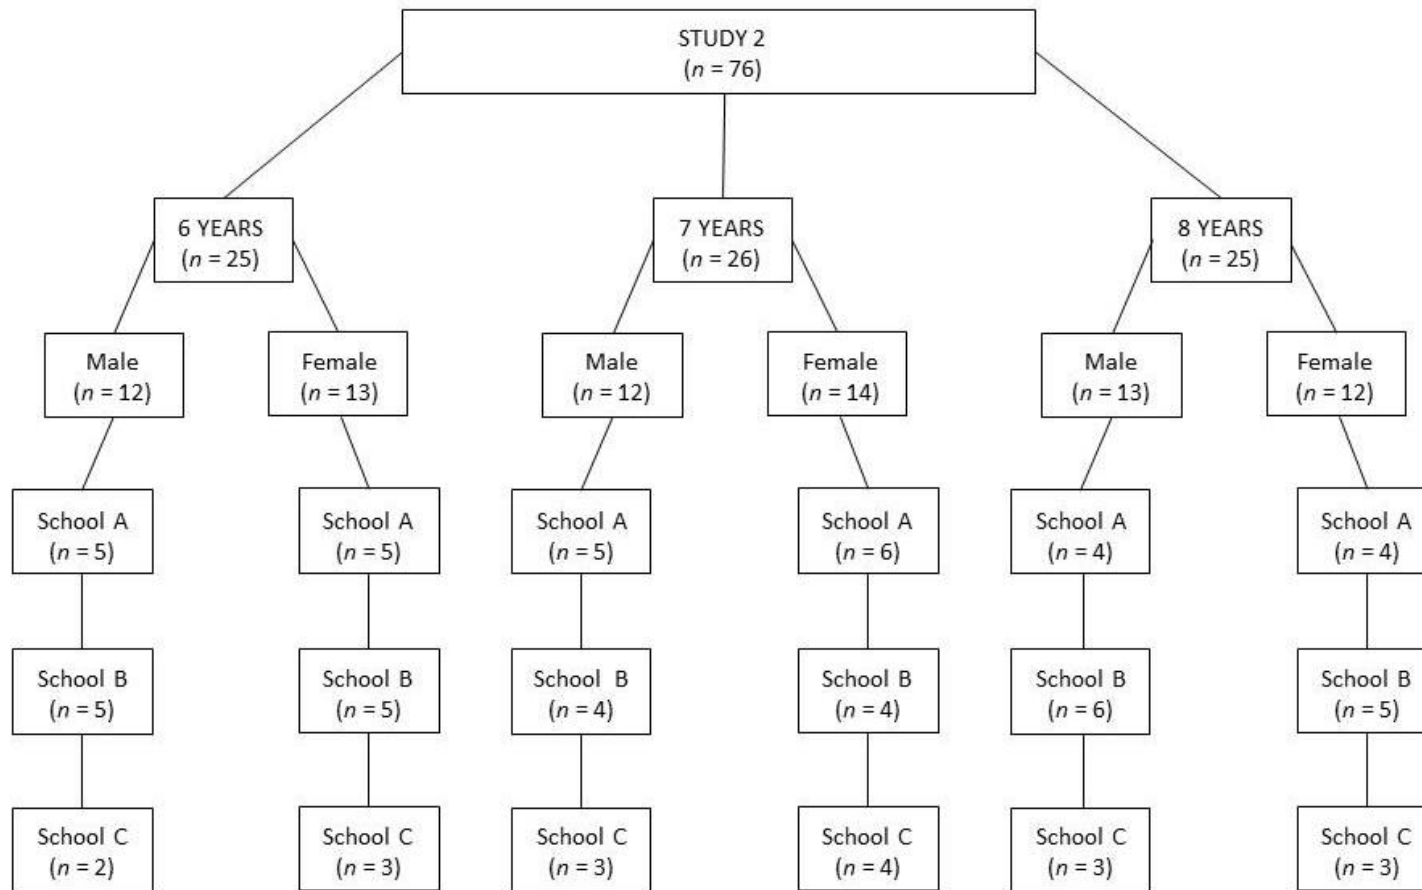 STUDY 2
(n = 76)
6 YEARS
(n = 25)
7 YEARS
(n = 26)
8 YEARS
(n = 25)
Male
(n = 12)
Female
(n = 13)
Male
(n = 12)
Female
(n = 14)
Male
(n = 13)
Female
(n = 12)
School A
(n = 5)
School A
(n = 5)
School A
(n = 5)
School A
(n = 6)
School A
(n = 4)
School A
(n = 4)
School B
(n = 5)
School B
(n = 5)
School B
(n = 4)
School B
(n = 4)
School B
(n = 6)
School B
(n = 5)
School C
(n = 2)
School C
(n = 3)
School C
(n = 3)
School C
(n = 4)
School C
(n = 3)
School C
(n = 3)